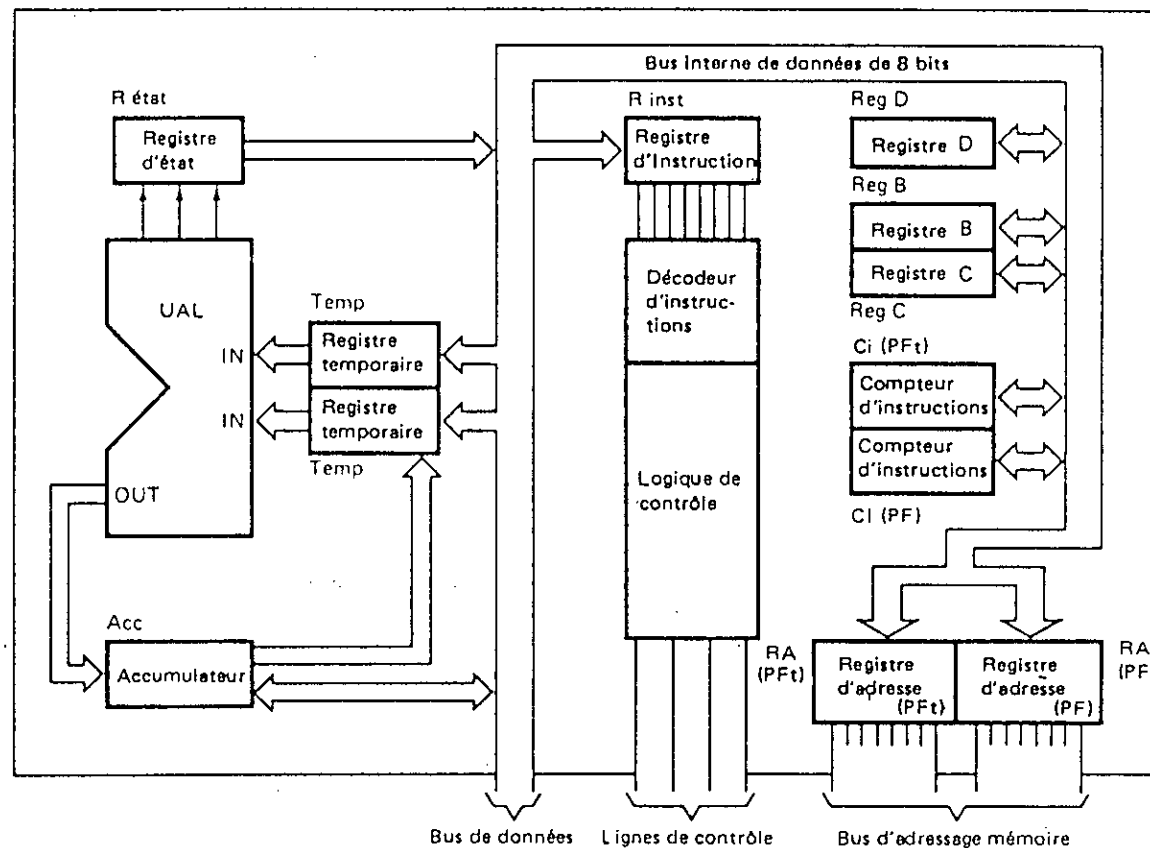 Bus Interne de données de 8 bits
R état
Registre
d'état
R inst
Registre
d'Instruction
Reg D
Registre D
Reg B
Registre B
Registre C
Reg C
UAL
IN
IN
OUT
Temp
Registre
temporaire
Registre
temporaire
Temp
Décodeur
d'instruc-
tions
Logique de
contrôle
Ci (PFt)
Compteur
d'instructions
Compteur
d'instructions
CI (PF)
Acc
Accumulateur
RA
(PFt)
Registre
d'adresse
(PFt)
Registre
d'adresse
(PF)
RA
(PF
Bus de données
Lignes de contrôle
Bus d'adressage mémoire